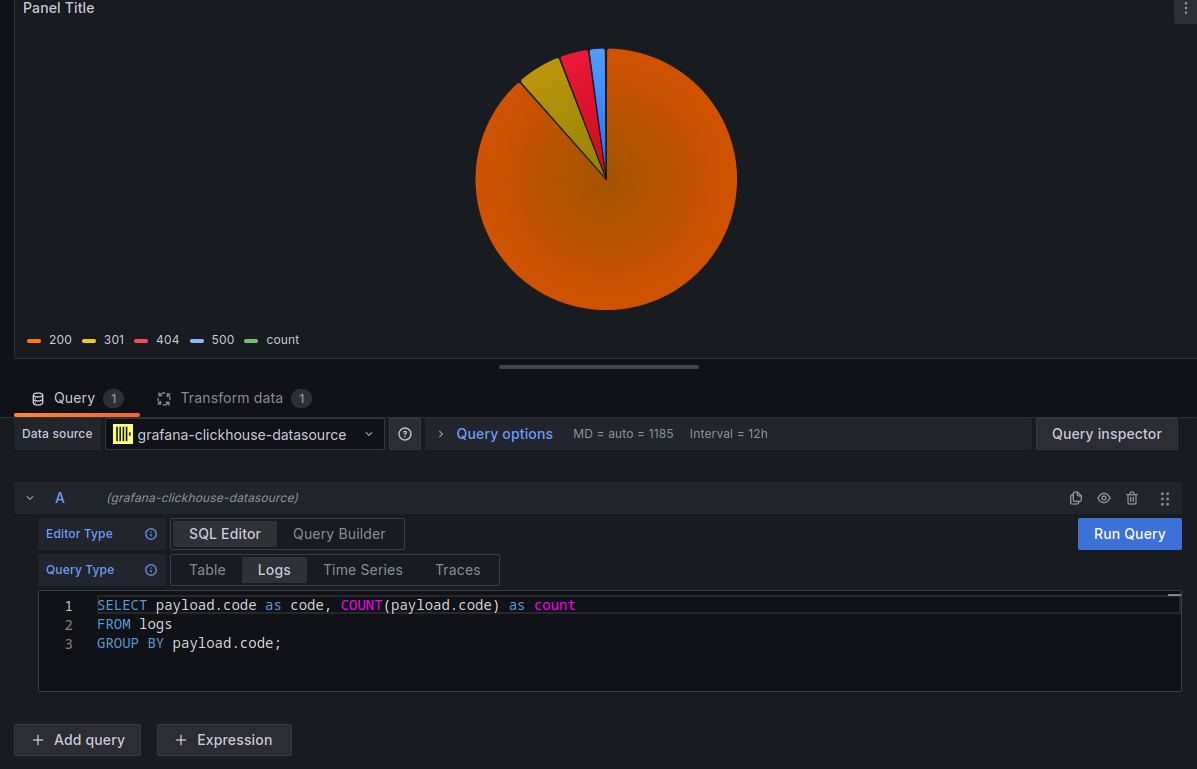 Panel Title
200 301 404 500 count
Query 1 Transform data 1
Data source grafana-clickhouse-datasource Query options MD = auto = 1185 Interval = 12h Query inspector
A (grafana-clickhouse-datasource)
Editor Type SQL Editor Query Builder Run Query
Query Type Table Logs Time Series Traces
1 SELECT payload.code as code, COUNT(payload.code) as count
2 FROM logs
3 GROUP BY payload.code;
+ Add query + Expression